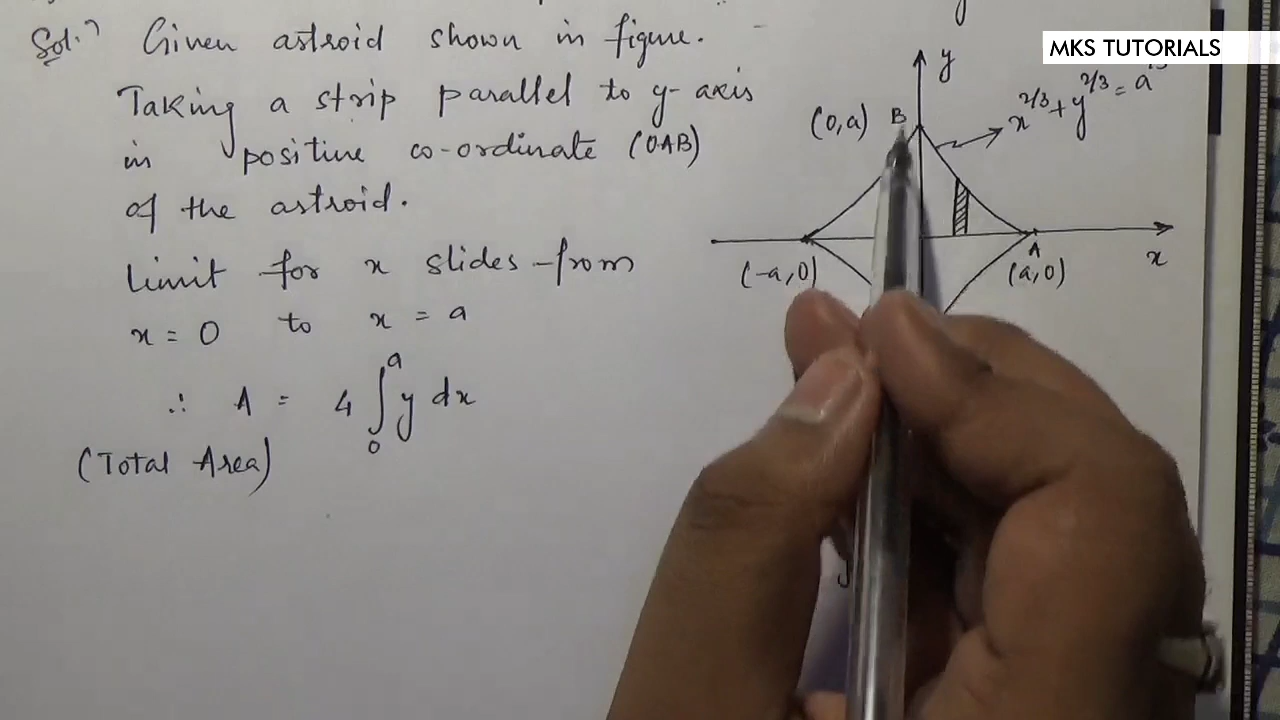 Sol:?
Given astroid shown in figure.
Taking a strip parallel to y-axis
in positive co-ordinate (OAB)
of the astroid.
Limit for x slides from
x = 0 to x = a
∴ A = 4 ∫₀ᵃ y dx
(Total Area)
MKS TUTORIALS
y
(0,a) B
x^2/3 + y^2/3 = a
(-a,0)
A
(a,0)
x